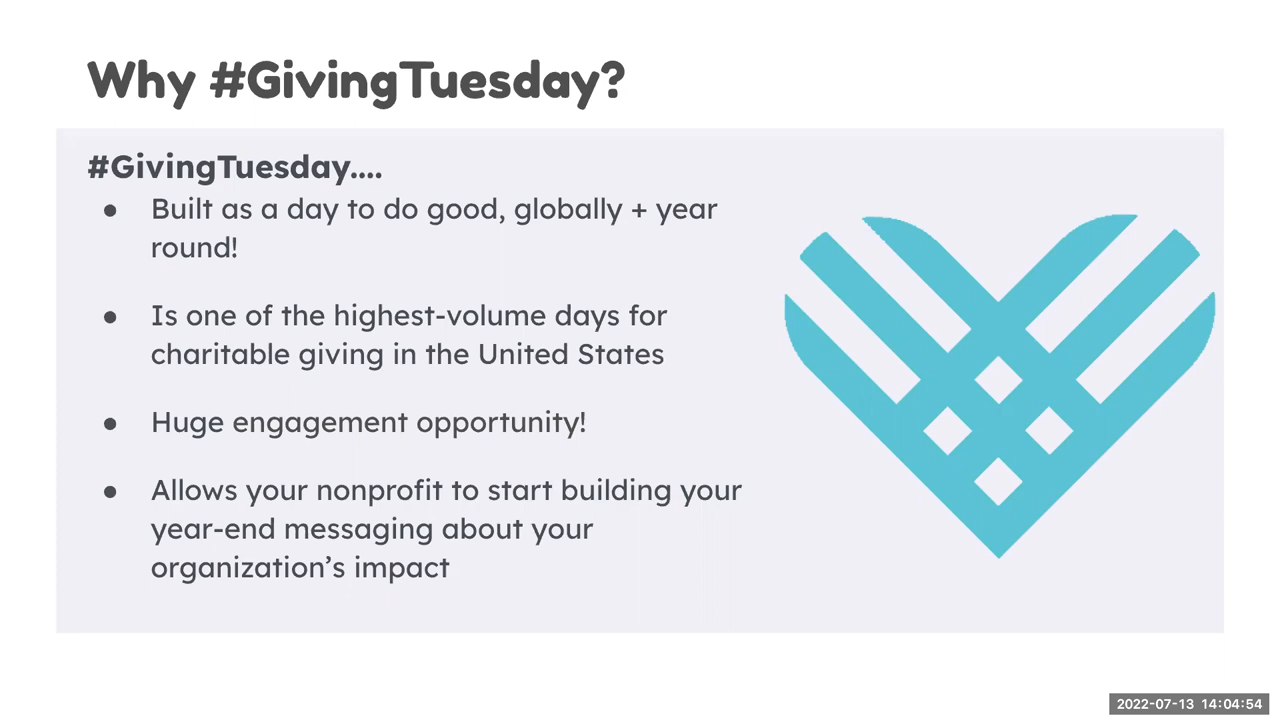 Why #GivingTuesday?
#GivingTuesday....
● Built as a day to do good, globally + year
round!
● Is one of the highest-volume days for
charitable giving in the United States
● Huge engagement opportunity!
● Allows your nonprofit to start building your
year-end messaging about your
organization’s impact
2022-07-13 14:04:54